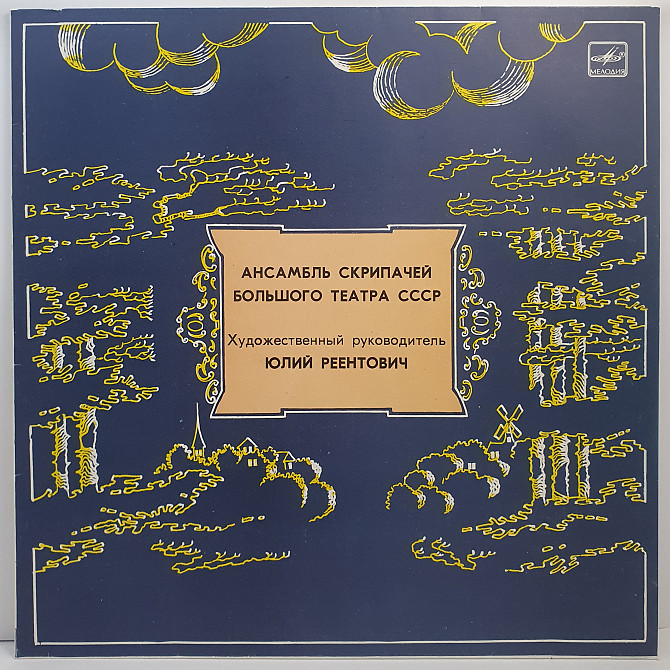 МЕЛОДИЯ
АНСАМБЛЬ СКРИПАЧЕЙ
БОЛЬШОГО ТЕАТРА СССР
Художественный руководитель
ЮЛИЙ РЕЕНТОВИЧ